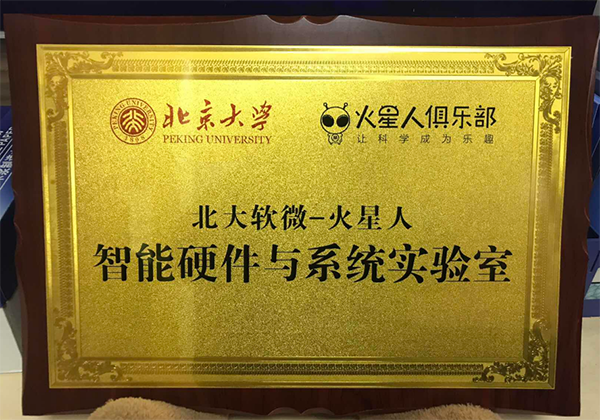 北京大学
PEKING UNIVERSITY
火星人俱乐部
让科学成为乐趣
北大软微-火星人
智能硬件与系统实验室